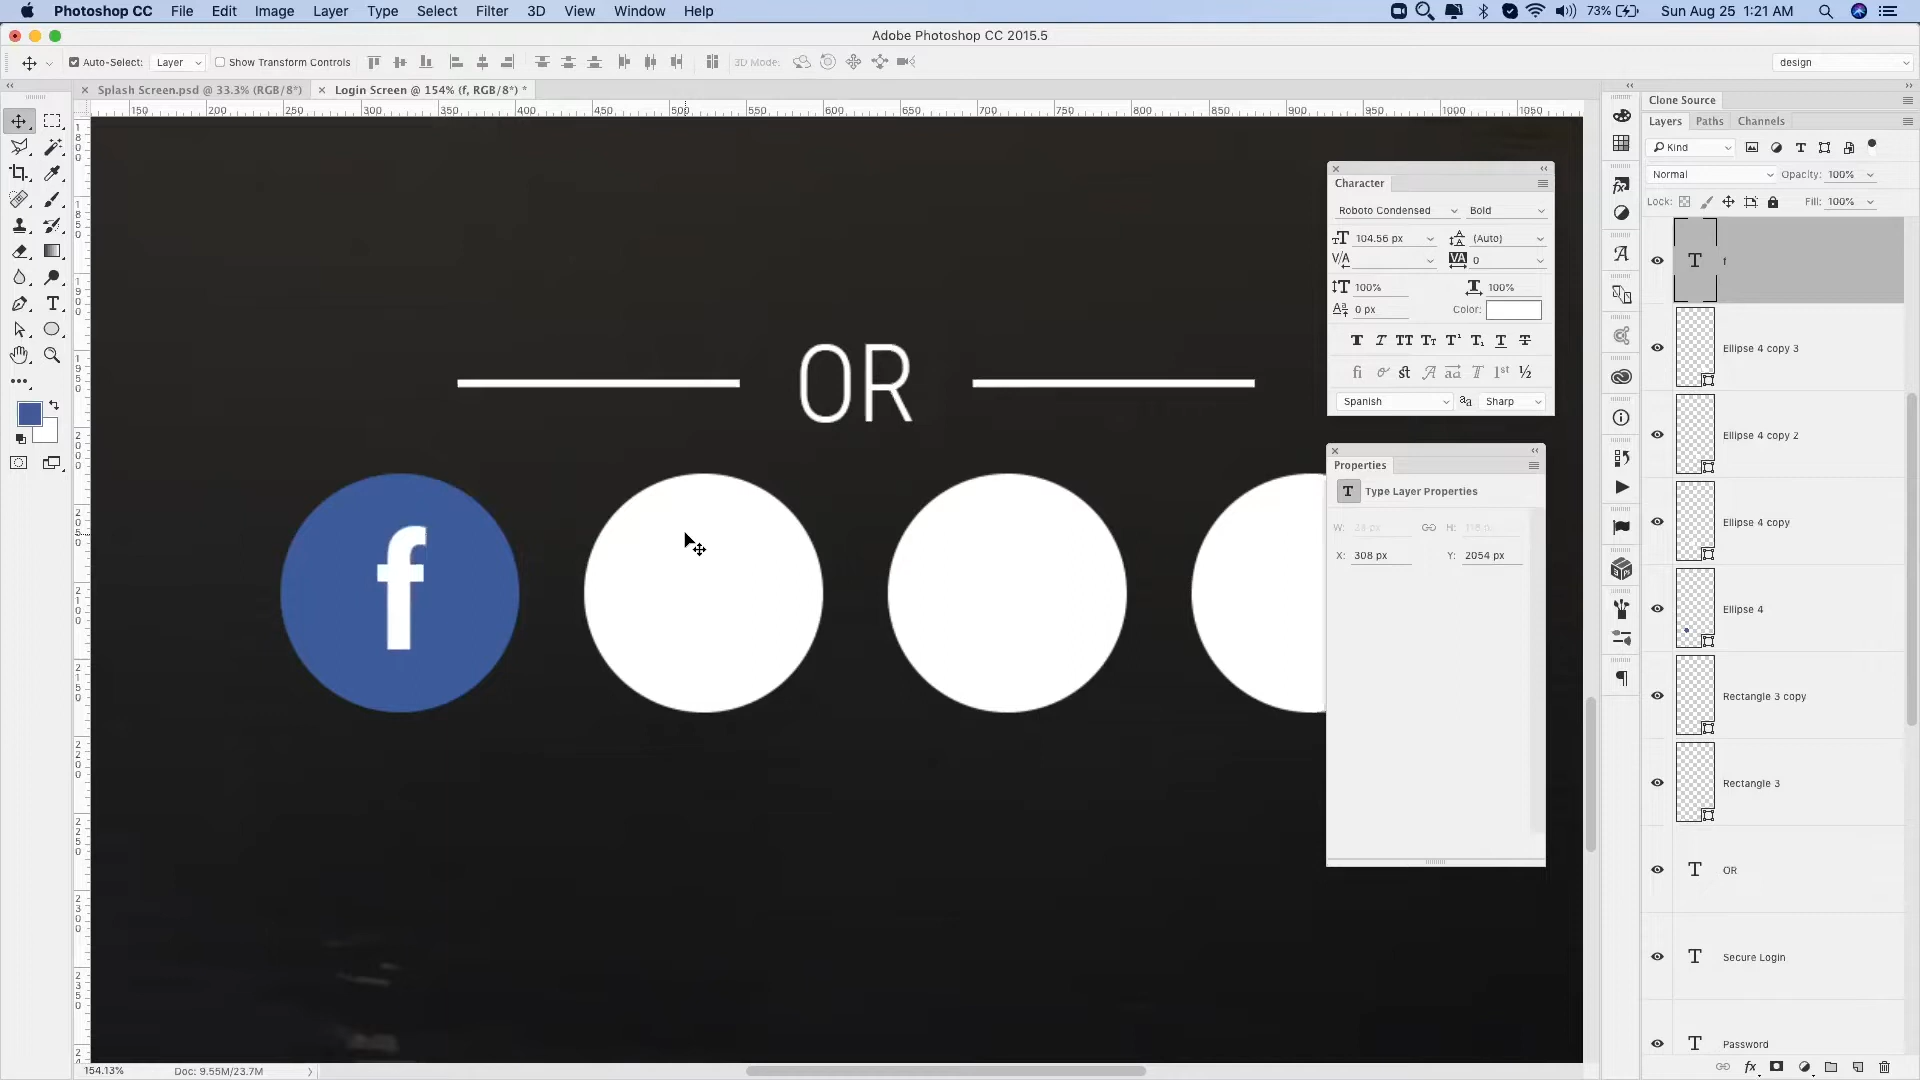 Photoshop CC File Edit Image Layer Type Select Filter 3D View Window Help 73% Sun Aug 25 1:21 AM
Adobe Photoshop CC 2015.5
Auto-Select: Layer Show Transform Controls 3D Mode: design
Splash Screen.psd @ 33.3% (RGB/8*) Login Screen @ 154% (f, RGB/8*) *
150 200 250 300 350 400 450 500 550 600 650 700 750 800 850 900 950 1000 1050
Clone Source
Layers Paths Channels
Kind
Normal Opacity: 100%
Lock: Fill: 100%
f
Ellipse 4 copy 3
Ellipse 4 copy 2
Ellipse 4 copy
Ellipse 4
Rectangle 3 copy
Rectangle 3
OR
Secure Login
Password
Character
Roboto Condensed Bold
104.56 px (Auto)
0
100% 100%
0 px Color:
Spanish Sharp
Properties
Type Layer Properties
W: H:
X: 308 px Y: 2054 px
OR
f
154.13% Doc: 9.55M/23.7M